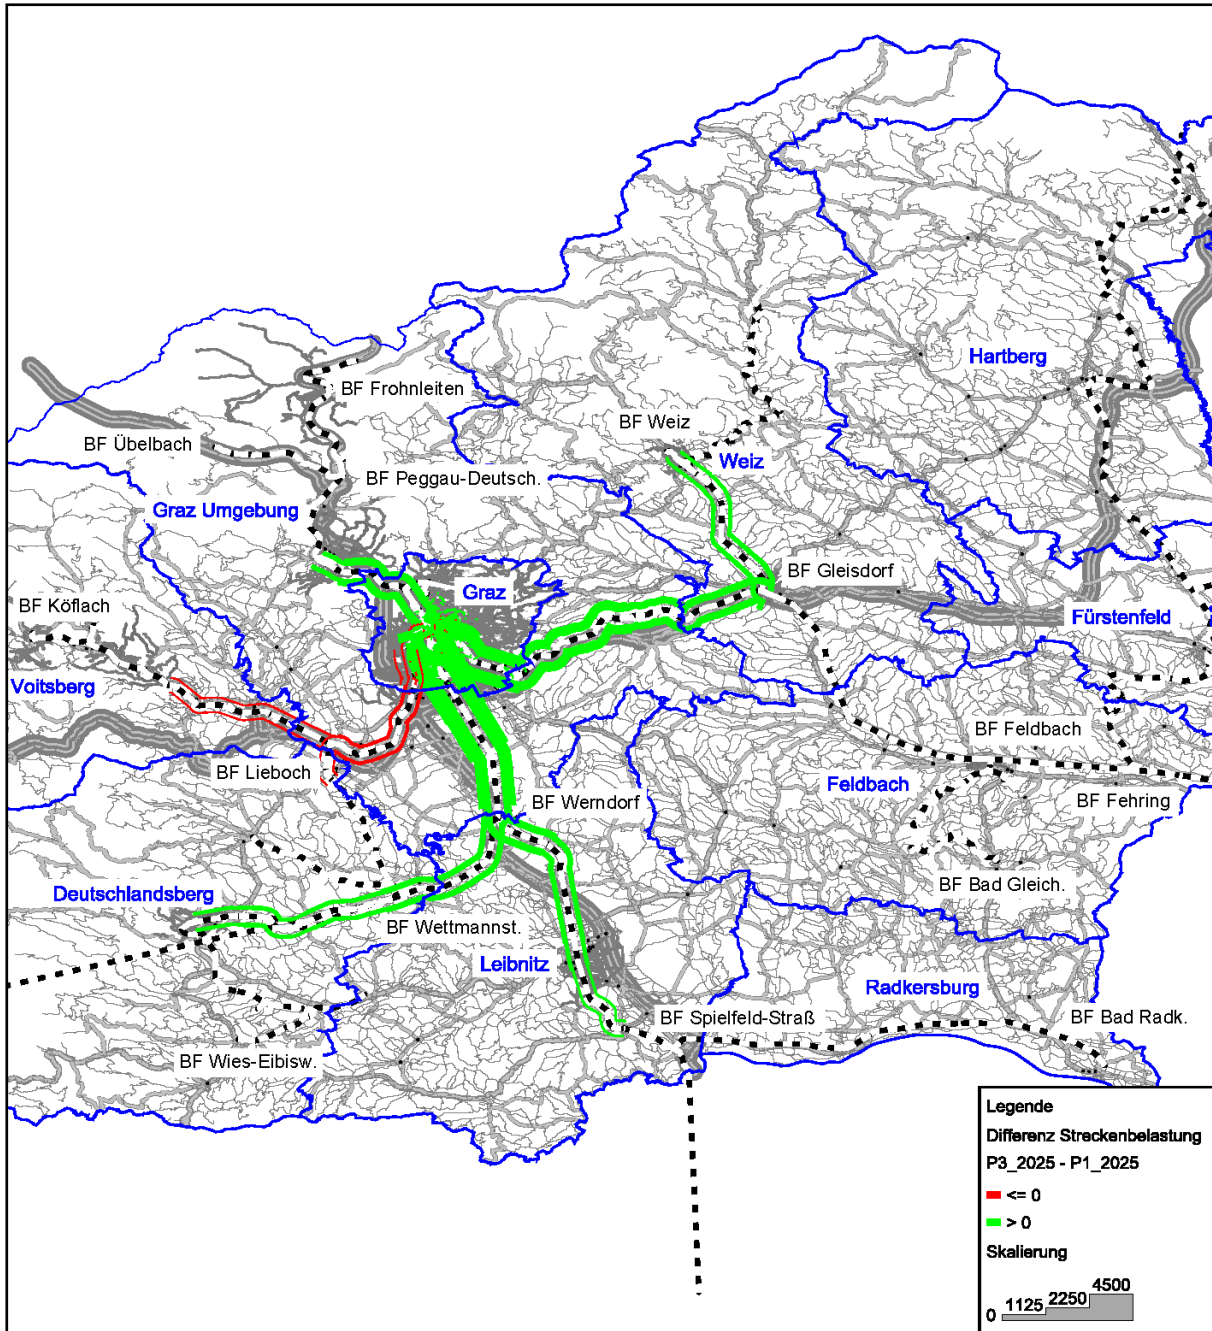 Hartberg
BF Frohnleiten
BF Weiz
BF Übelbach
Weiz
BF Peggau-Deutsch.
Graz Umgebung
BF Gleisdorf
Graz
BF Köflach
Fürstenfeld
Voitsberg
BF Feldbach
BF Lieboch
Feldbach
BF Werndorf
BF Fehring
BF Bad Gleich.
Deutschlandsberg
BF Wettmannst.
Leibnitz
Radkersburg
BF Spielfeld-Straß
BF Bad Radk.
BF Wies-Eibisw.
Legende
Differenz Streckenbelastung
P3_2025 - P1_2025
<= 0
> 0
Skalierung
0 1125 2250 4500